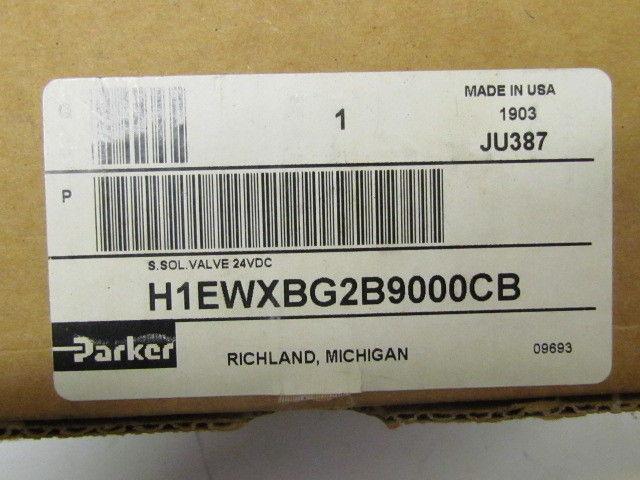 Q
1
MADE IN USA
1903
JU387
P
S.SOL.VALVE 24VDC
H1EWXBG2B9000CB
Parker
RICHLAND, MICHIGAN
09693